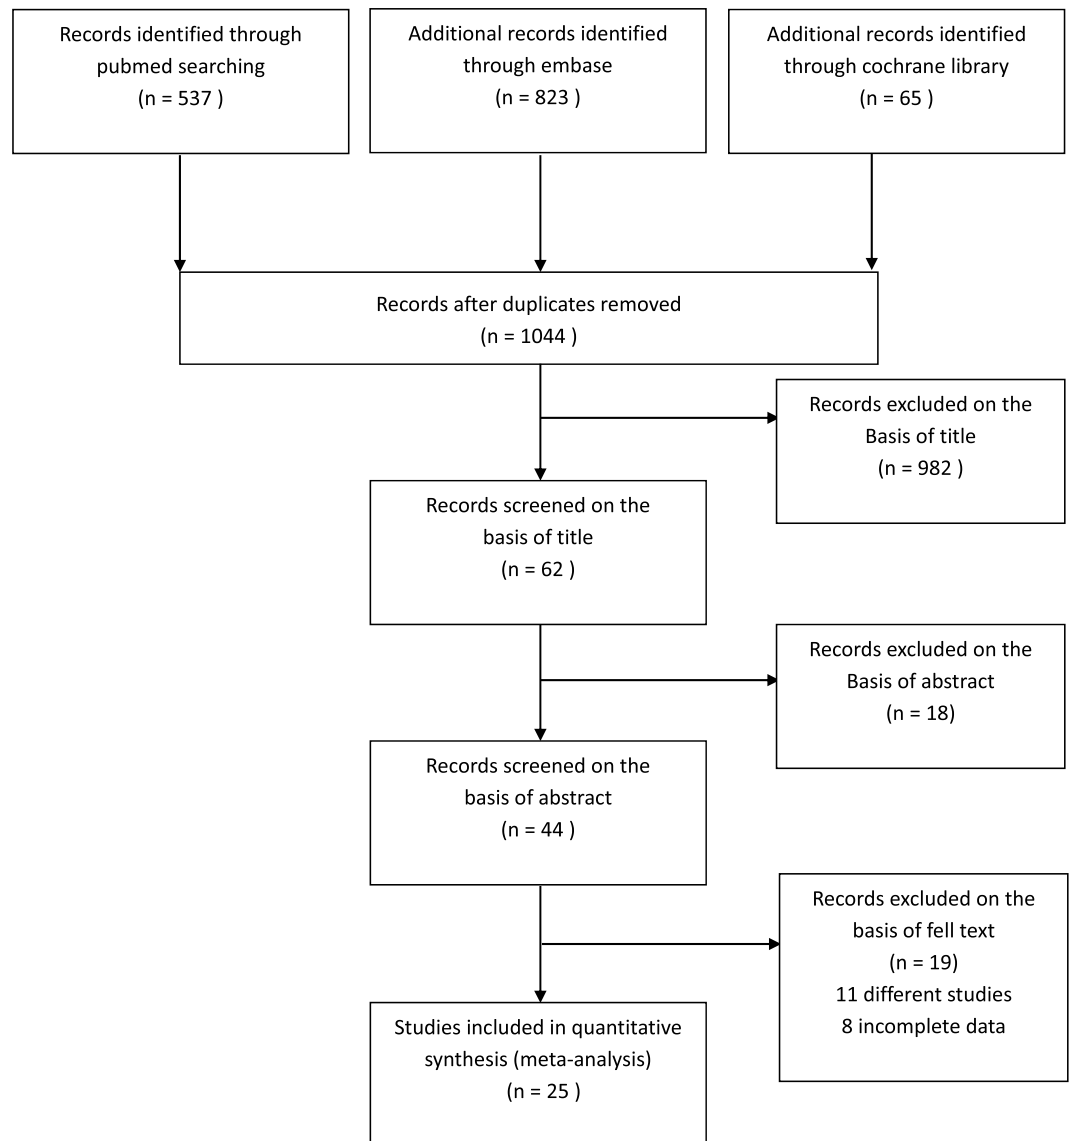 Records identified through
pubmed searching
(n = 537 )
Additional records identified
through embase
(n = 823 )
Additional records identified
through cochrane library
(n = 65 )
Records after duplicates removed
(n = 1044 )
Records excluded on the
Basis of title
(n = 982 )
Records screened on the
basis of title
(n = 62 )
Records excluded on the
Basis of abstract
(n = 18)
Records screened on the
basis of abstract
(n = 44 )
Records excluded on the
basis of fell text
(n = 19)
11 different studies
8 incomplete data
Studies included in quantitative
synthesis (meta-analysis)
(n = 25 )